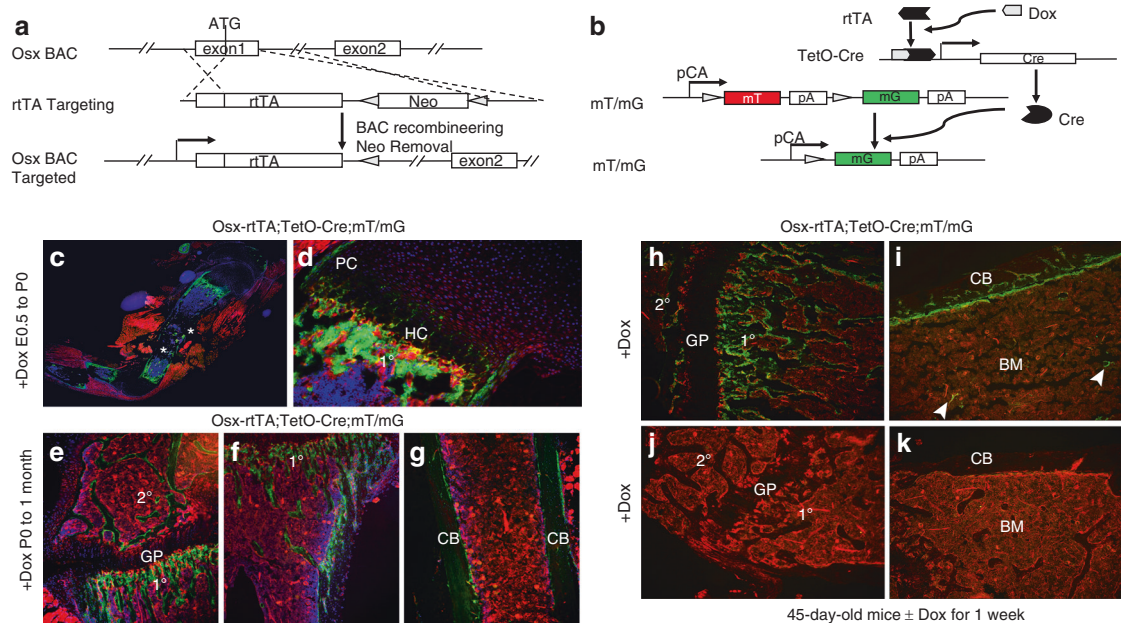 a
ATG
Osx BAC
exon1
exon2
rtTA Targeting
rtTA
Neo
BAC recombineering
Neo Removal
Osx BAC
Targeted
rtTA
exon2
b
rtTA
Dox
TetO-Cre
Cre
pCA
mT/mG
mT
pA
mG
pA
Cre
pCA
mT/mG
mG
pA
Osx-rtTA;TetO-Cre;mT/mG
+Dox E0.5 to P0
c
*
*
d
PC
HC
1°
Osx-rtTA;TetO-Cre;mT/mG
+Dox P0 to 1 month
e
2°
GP
1°
f
1°
g
CB
CB
Osx-rtTA;TetO-Cre;mT/mG
+Dox
h
2°
GP
1°
i
CB
BM
+Dox
j
2°
GP
1°
k
CB
BM
45-day-old mice ± Dox for 1 week